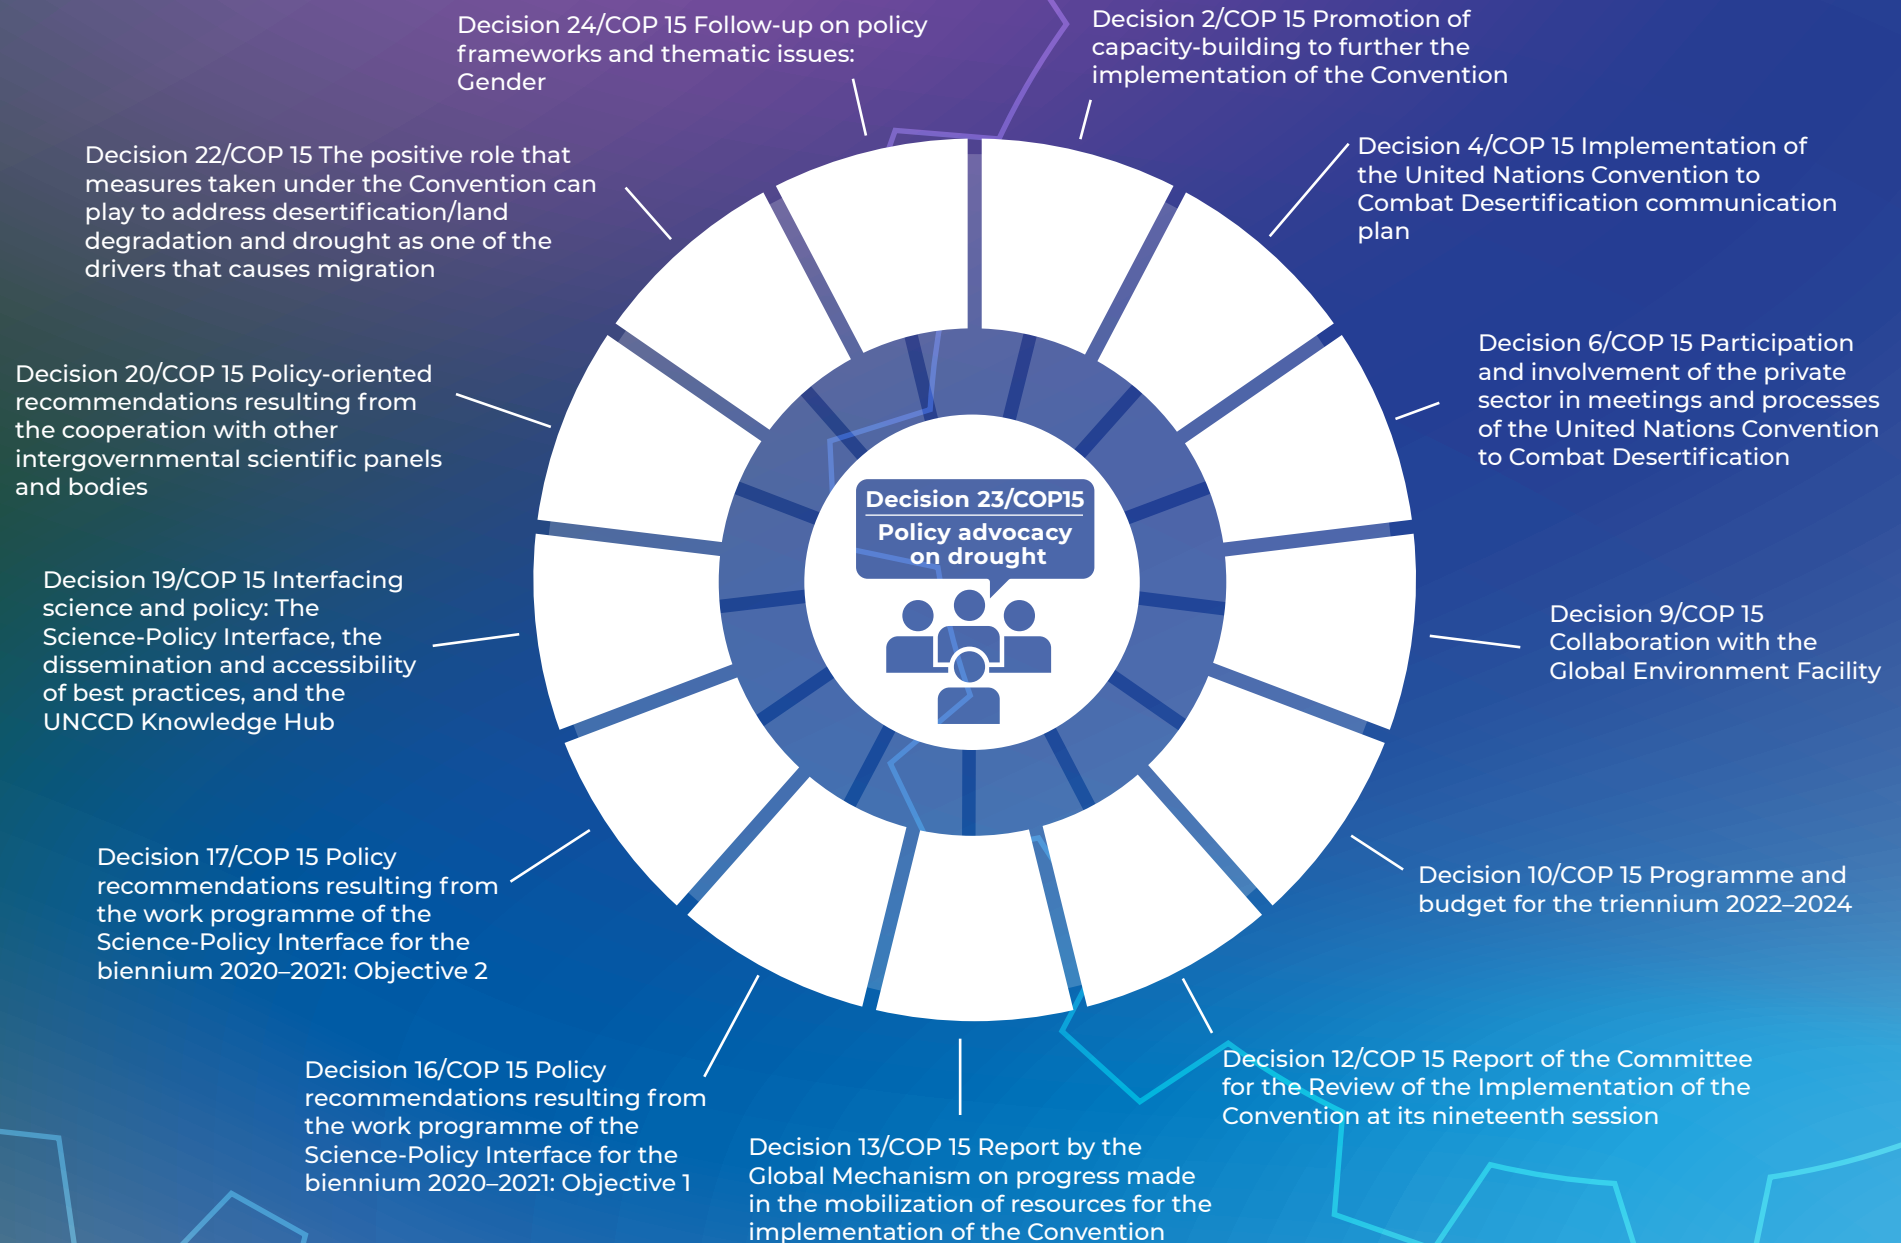 Decision 24/COP 15 Follow-up on policy
frameworks and thematic issues:
Gender
Decision 2/COP 15 Promotion of
capacity-building to further the
implementation of the Convention
Decision 4/COP 15 Implementation of
the United Nations Convention to
Combat Desertification communication
plan
Decision 6/COP 15 Participation
and involvement of the private
sector in meetings and processes
of the United Nations Convention
to Combat Desertification
Decision 9/COP 15
Collaboration with the
Global Environment Facility
Decision 10/COP 15 Programme and
budget for the triennium 2022–2024
Decision 12/COP 15 Report of the Committee
for the Review of the Implementation of the
Convention at its nineteenth session
Decision 13/COP 15 Report by the
Global Mechanism on progress made
in the mobilization of resources for the
implementation of the Convention
Decision 16/COP 15 Policy
recommendations resulting from
the work programme of the
Science-Policy Interface for the
biennium 2020–2021: Objective 1
Decision 17/COP 15 Policy
recommendations resulting from
the work programme of the
Science-Policy Interface for the
biennium 2020–2021: Objective 2
Decision 19/COP 15 Interfacing
science and policy: The
Science-Policy Interface, the
dissemination and accessibility
of best practices, and the
UNCCD Knowledge Hub
Decision 20/COP 15 Policy-oriented
recommendations resulting from
the cooperation with other
intergovernmental scientific panels
and bodies
Decision 22/COP 15 The positive role that
measures taken under the Convention can
play to address desertification/land
degradation and drought as one of the
drivers that causes migration
Decision 23/COP15
Policy advocacy
on drought